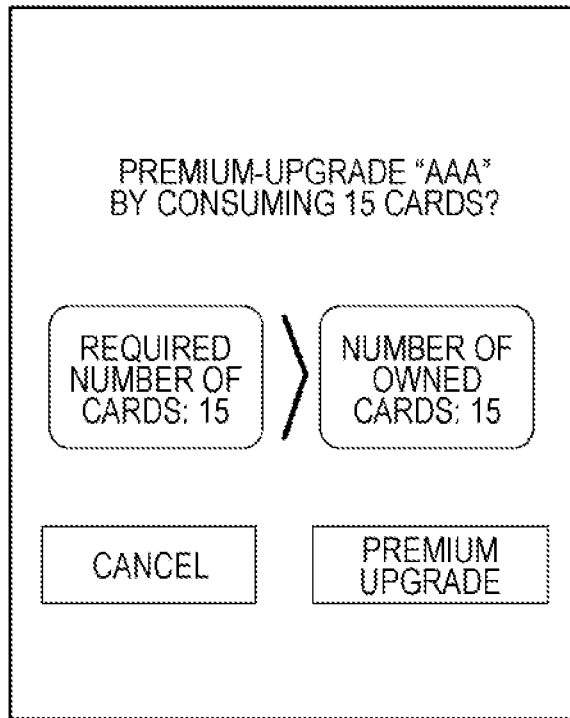 PREMIUM-UPGRADE "AAA"
BY CONSUMING 15 CARDS?
REQUIRED
NUMBER OF
CARDS: 15
NUMBER OF
OWNED
CARDS: 15
CANCEL
PREMIUM
UPGRADE